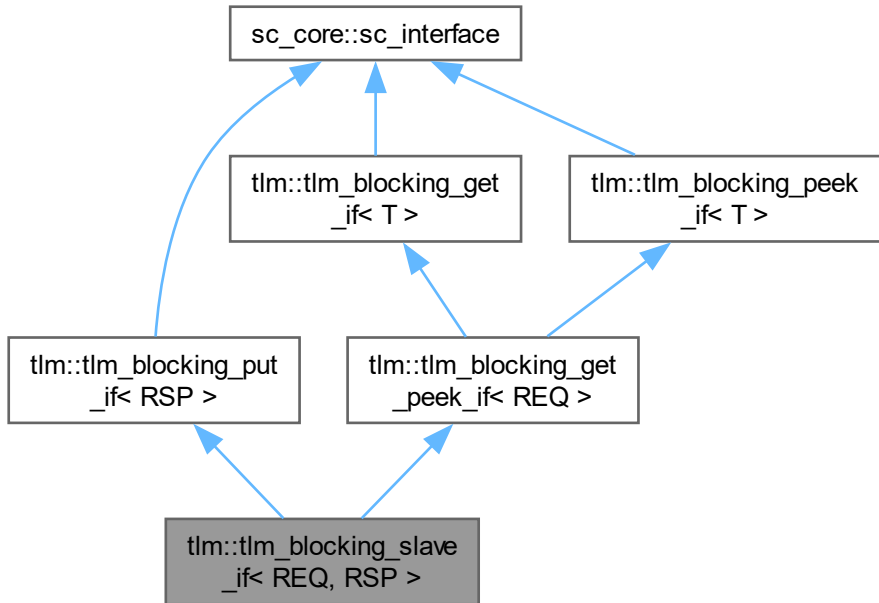 sc_core::sc_interface
tlm::tlm_blocking_get
_if< T >
tlm::tlm_blocking_peek
_if< T >
tlm::tlm_blocking_put
_if< RSP >
tlm::tlm_blocking_get
_peek_if< REQ >
tlm::tlm_blocking_slave
_if< REQ, RSP >